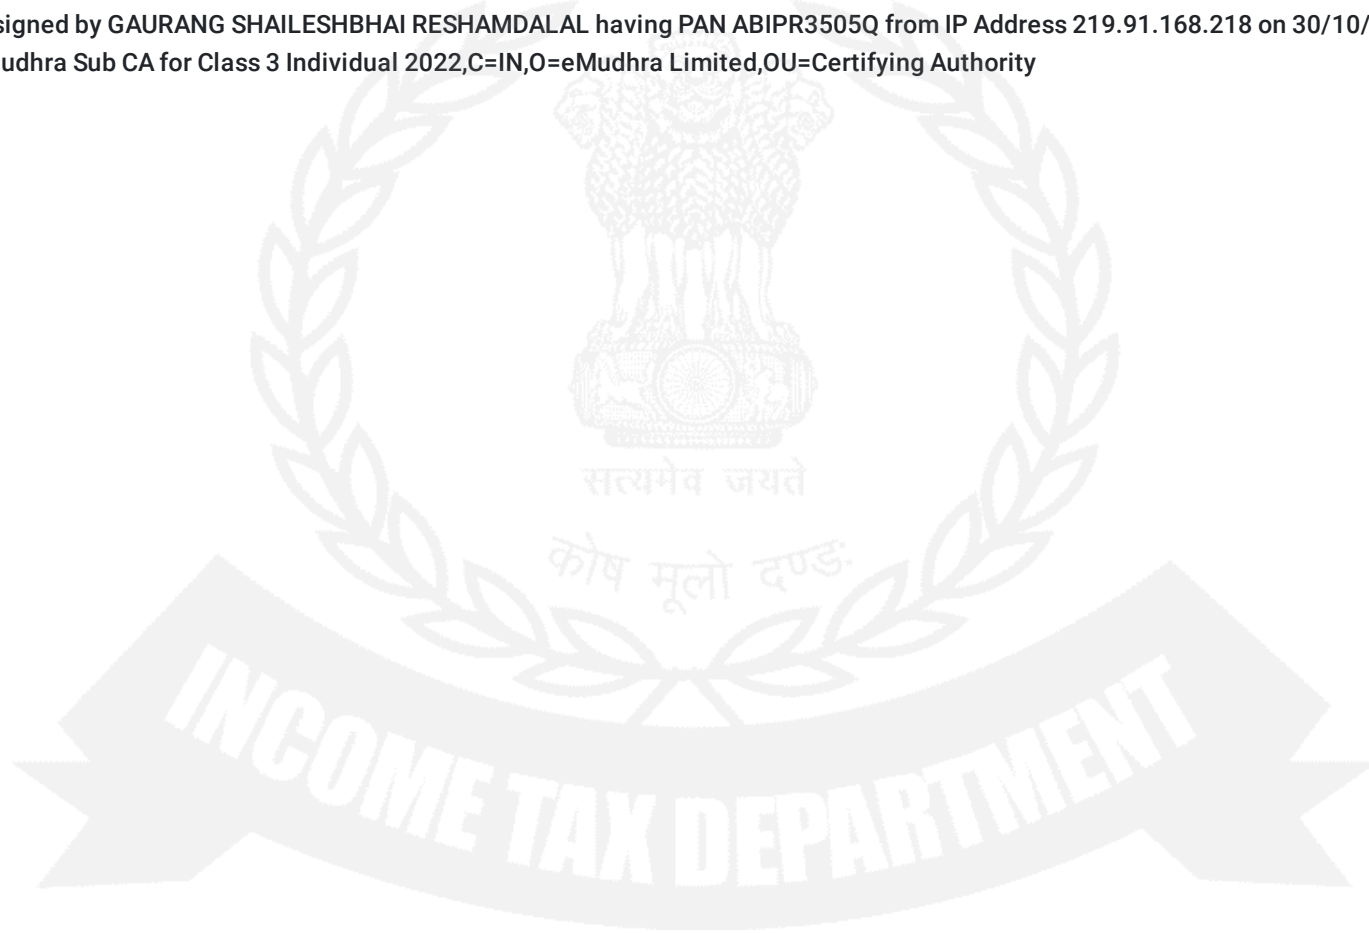 signed by GAURANG SHAILESHBHAI RESHAMDALAL having PAN ABIPR3505Q from IP Address 219.91.168.218 on 30/10/
udhra Sub CA for Class 3 Individual 2022,C=IN,O=eMudhra Limited,OU=Certifying Authority
सत्यमेव जयते
कोष मूलो दण्डः
INCOME TAX DEPARTMENT